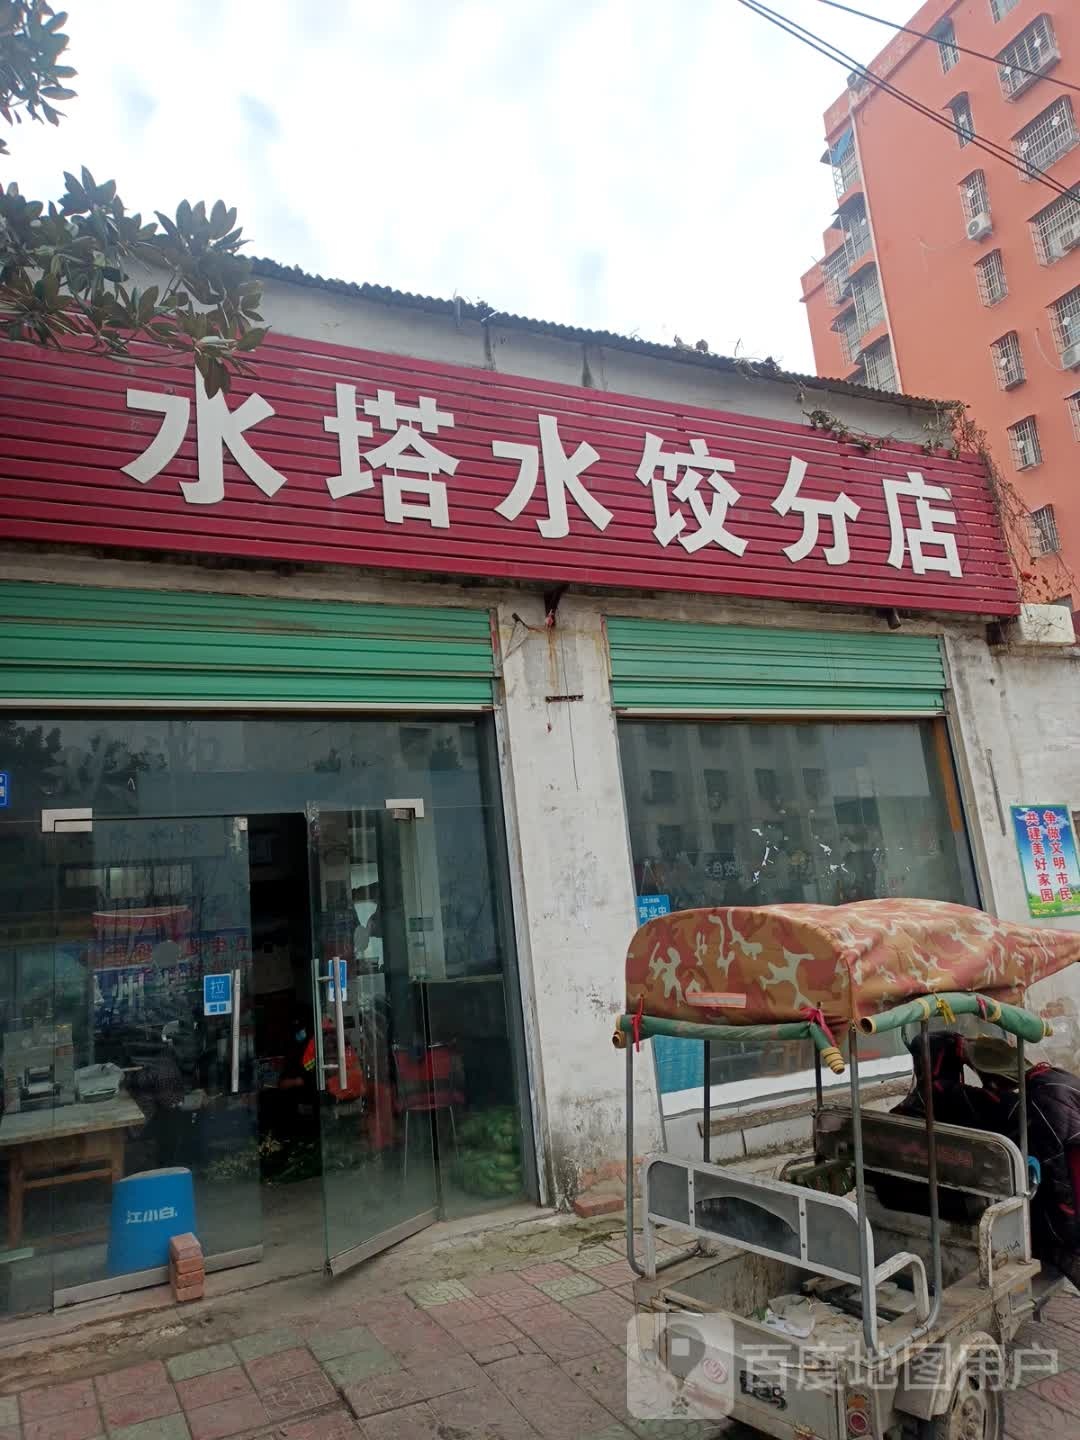 水塔水饺分店
争做文明市民
共建美好家园
营业中
拉
江小白
百度地图用户